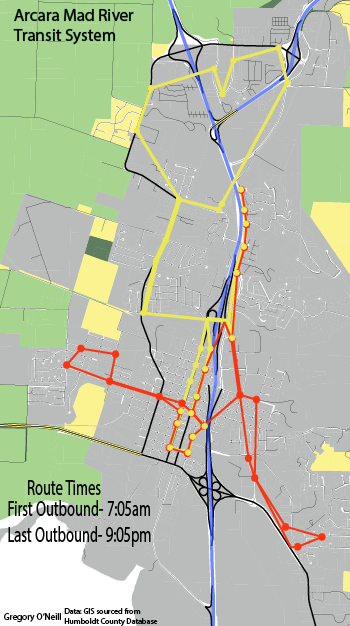 Arcara Mad River
Transit System
Route Times
First Outbound- 7:05am
Last Outbound- 9:05pm
Gregory O'Neill
Data: GIS sourced from
Humboldt County Database